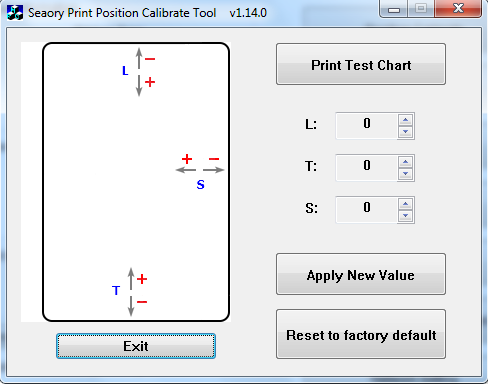 Seaory Print Position Calibrate Tool v1.14.0
L
−
+
Print Test Chart
L: 0
+ −
S
T: 0
S: 0
T
+
−
Apply New Value
Reset to factory default
Exit